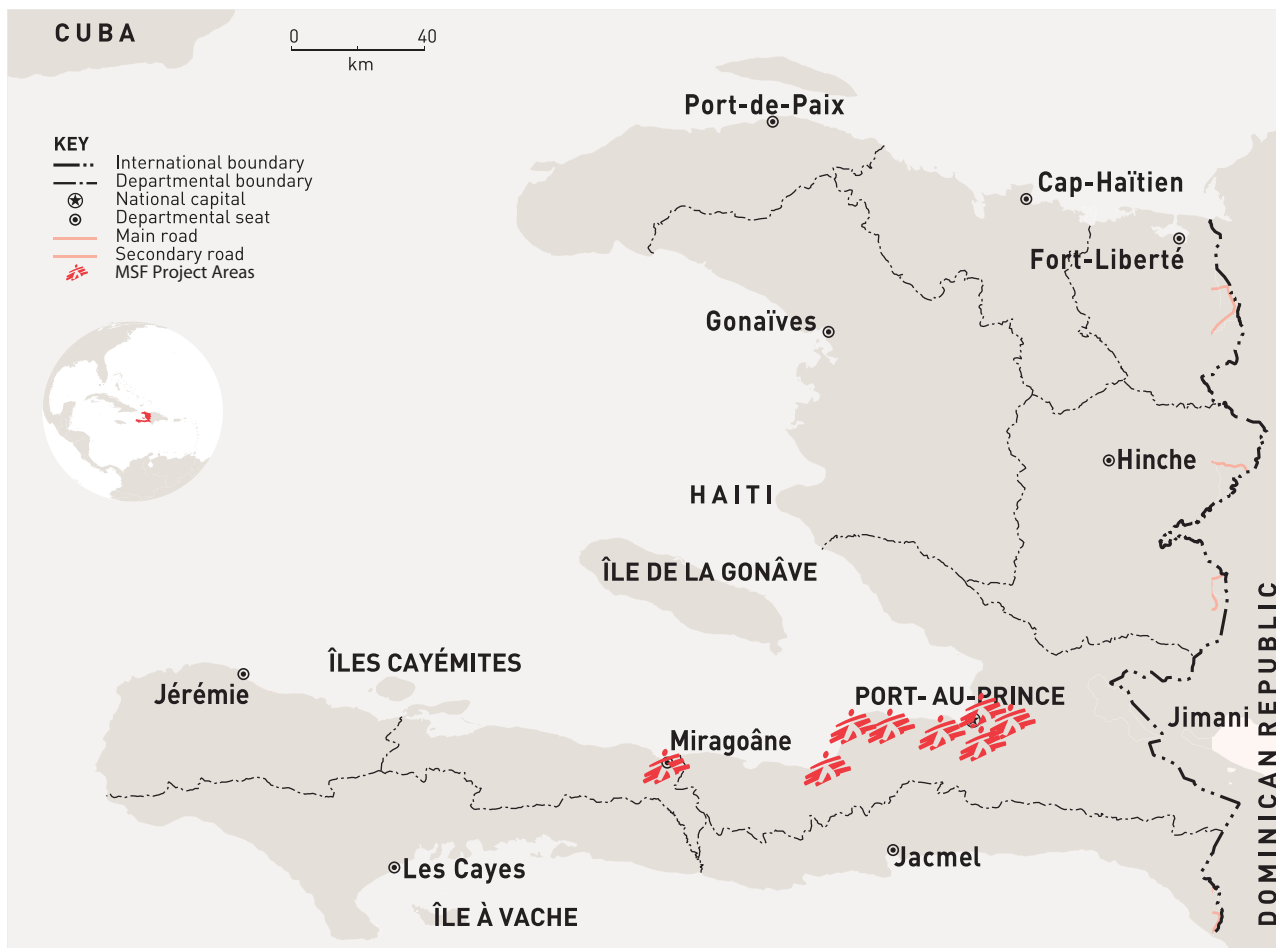 CUBA
0 40
km
KEY
International boundary
Departmental boundary
National capital
Departmental seat
Main road
Secondary road
MSF Project Areas
Port-de-Paix
Cap-Haïtien
Fort-Liberté
Gonaïves
Hinche
HAITI
ÎLE DE LA GONÂVE
DOMINICAN REPUBLIC
ÎLES CAYÉMITES
Jérémie
PORT- AU-PRINCE
Jimani
Miragoâne
Jacmel
Les Cayes
ÎLE À VACHE